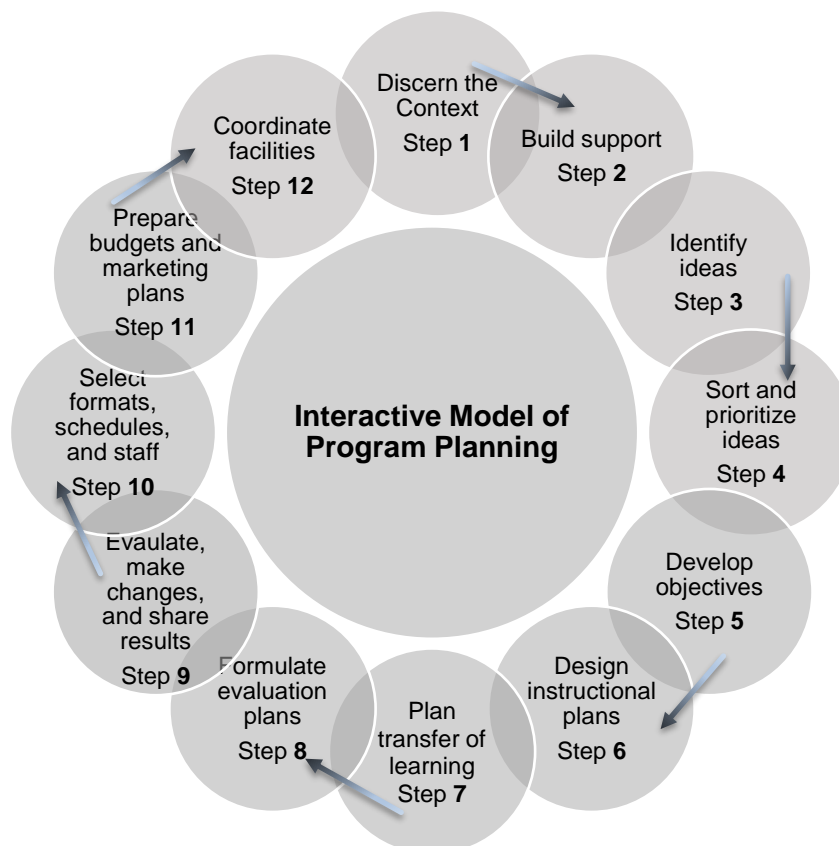 Discern the
Context
Step 1
Build support
Step 2
Identify
ideas
Step 3
Sort and
prioritize
ideas
Step 4
Develop
objectives
Step 5
Design
instructional
plans
Step 6
Plan
transfer of
learning
Step 7
Formulate
evaluation
plans
Step 8
Evaulate,
make
changes,
and share
results
Step 9
Select
formats,
schedules,
and staff
Step 10
Prepare
budgets and
marketing
plans
Step 11
Coordinate
facilities
Step 12
Interactive Model of
Program Planning